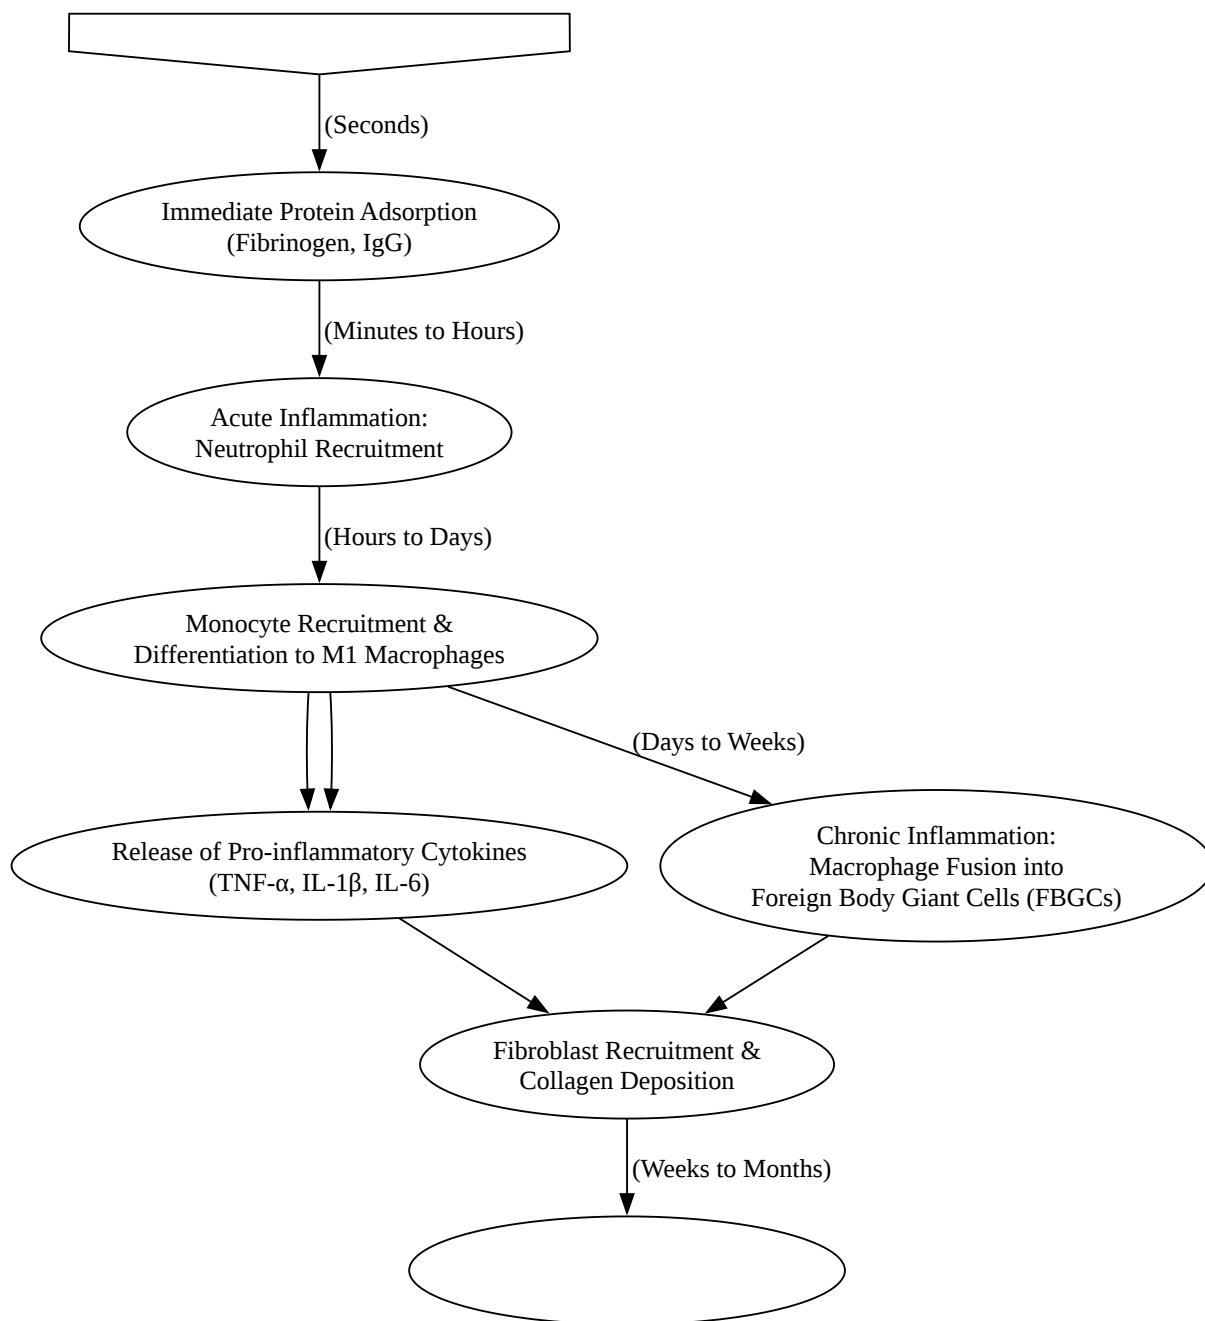 (Seconds)
Immediate Protein Adsorption
(Fibrinogen, IgG)
(Minutes to Hours)
Acute Inflammation:
Neutrophil Recruitment
(Hours to Days)
Monocyte Recruitment &
Differentiation to M1 Macrophages
(Days to Weeks)
Release of Pro-inflammatory Cytokines
(TNF-α, IL-1β, IL-6)
Chronic Inflammation:
Macrophage Fusion into
Foreign Body Giant Cells (FBGCs)
Fibroblast Recruitment &
Collagen Deposition
(Weeks to Months)